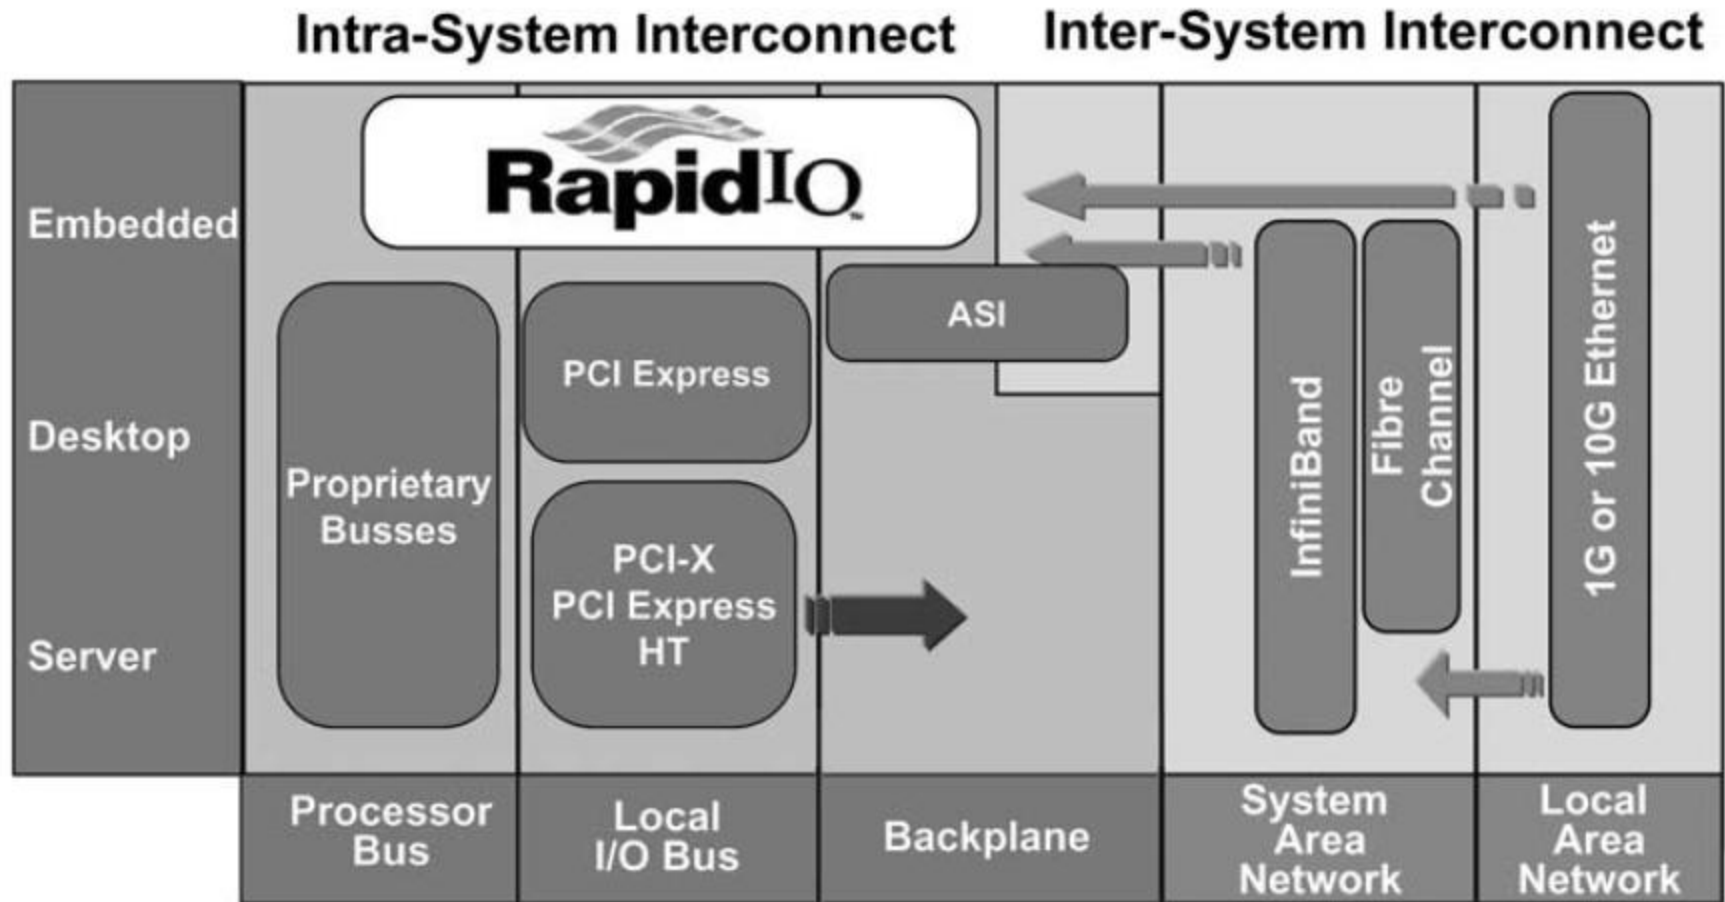 Intra-System Interconnect
Inter-System Interconnect
Embedded
Desktop
Server
RapidIO™
Proprietary
Busses
PCI Express
PCI-X
PCI Express
HT
ASI
InfiniBand
Fibre
Channel
1G or 10G Ethernet
Processor
Bus
Local
I/O Bus
Backplane
System
Area
Network
Local
Area
Network